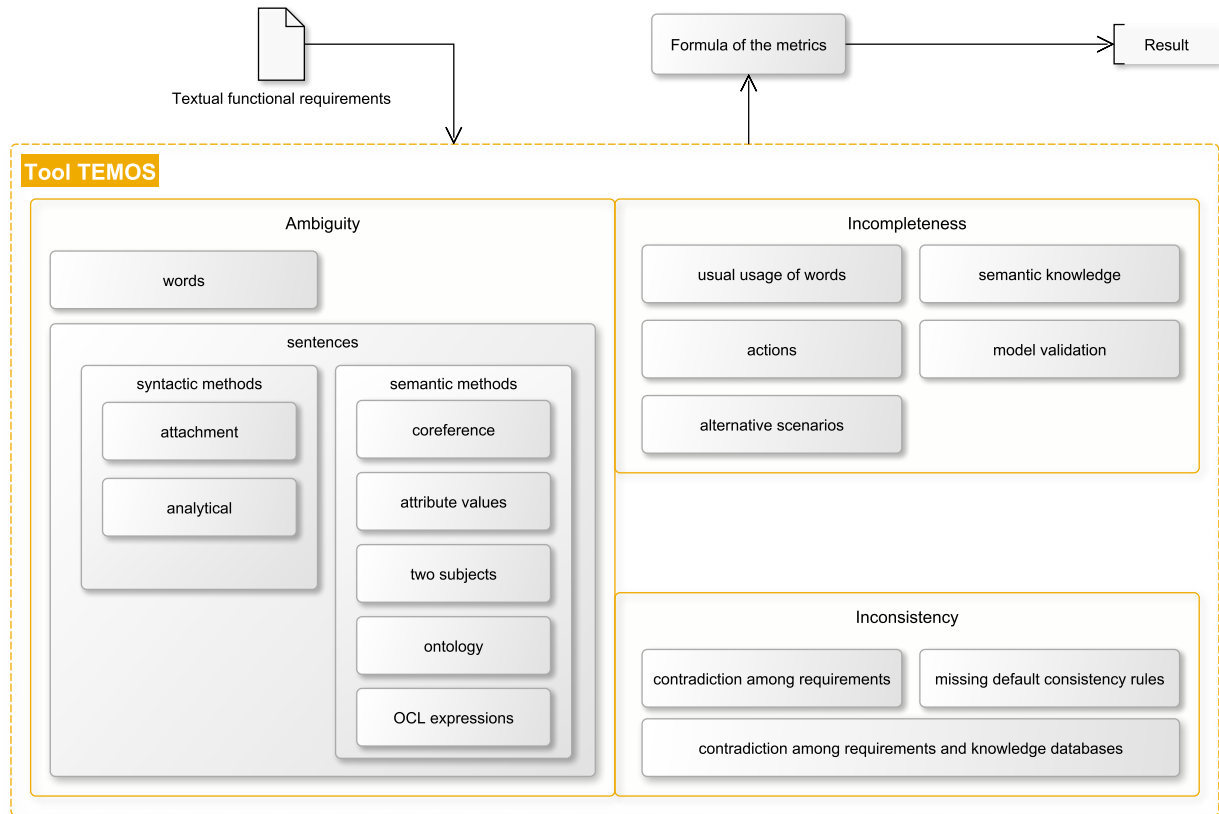 Formula of the metrics
Result
Textual functional requirements
Tool TEMOS
Ambiguity
words
sentences
syntactic methods
attachment
analytical
semantic methods
coreference
attribute values
two subjects
ontology
OCL expressions
Incompleteness
usual usage of words
semantic knowledge
actions
model validation
alternative scenarios
Inconsistency
contradiction among requirements
missing default consistency rules
contradiction among requirements and knowledge databases